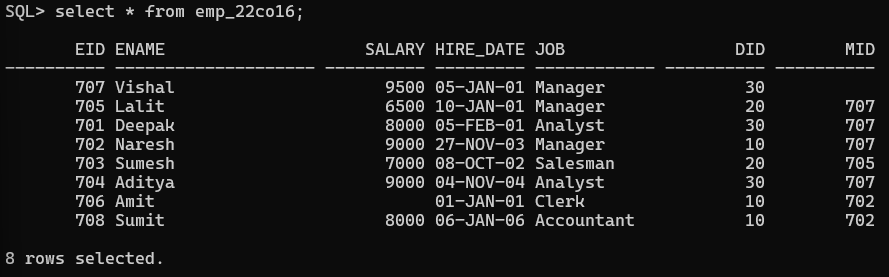 SQL> select * from emp_22co16;
       EID ENAME                    SALARY HIRE_DATE JOB                 DID        MID
---------- -------------------- ---------- --------- ------------ ---------- ----------
       707 Vishal                     9500 05-JAN-01 Manager              30
       705 Lalit                      6500 10-JAN-01 Manager              20        707
       701 Deepak                     8000 05-FEB-01 Analyst              30        707
       702 Naresh                     9000 27-NOV-03 Manager              10        707
       703 Sumesh                     7000 08-OCT-02 Salesman             20        705
       704 Aditya                     9000 04-NOV-04 Analyst              30        707
       706 Amit                            01-JAN-01 Clerk                10        702
       708 Sumit                      8000 06-JAN-06 Accountant           10        702
8 rows selected.